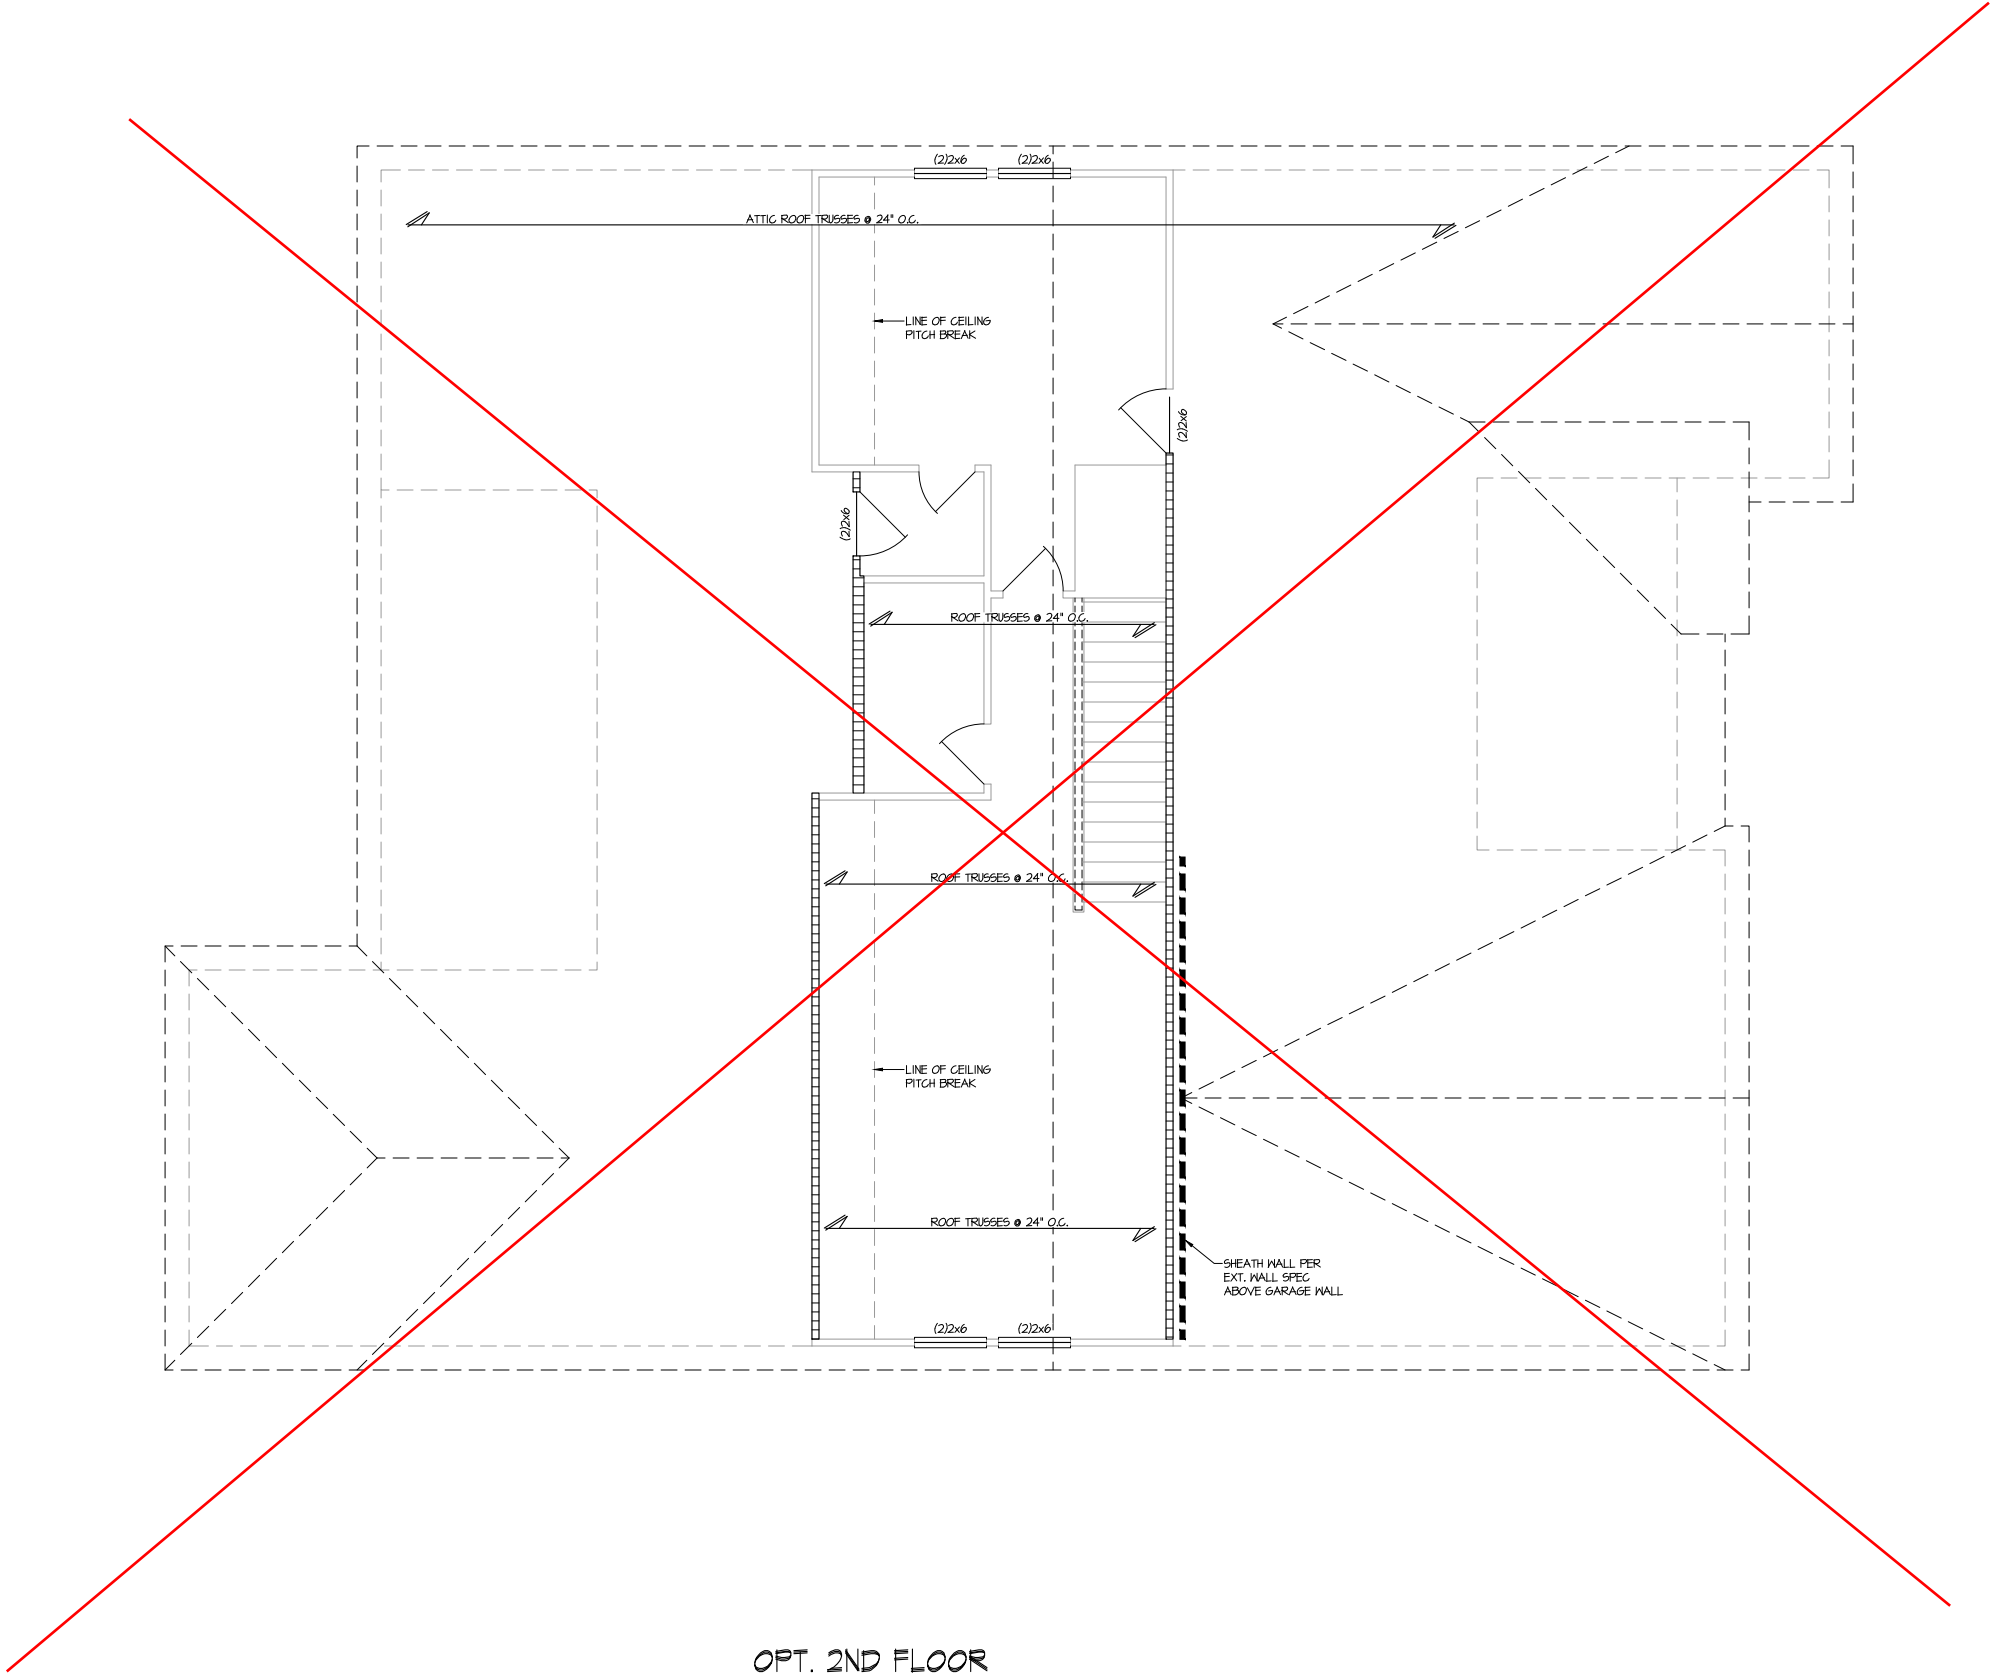 (2)2x6 (2)2x6
ATTIC ROOF TRUSSES @ 24" O.C.
LINE OF CEILING
PITCH BREAK
(2)2x6
(2)2x6
ROOF TRUSSES @ 24" O.C.
ROOF TRUSSES @ 24" O.C.
LINE OF CEILING
PITCH BREAK
ROOF TRUSSES @ 24" O.C.
SHEATH WALL PER
EXT. WALL SPEC
ABOVE GARAGE WALL
(2)2x6 (2)2x6
OPT. 2ND FLOOR